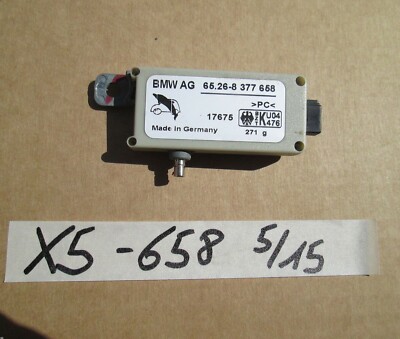 BMW AG 65.26-8 377 658
>PC<
17675 K U04 476
Made in Germany 271 g
X5-658 5/15